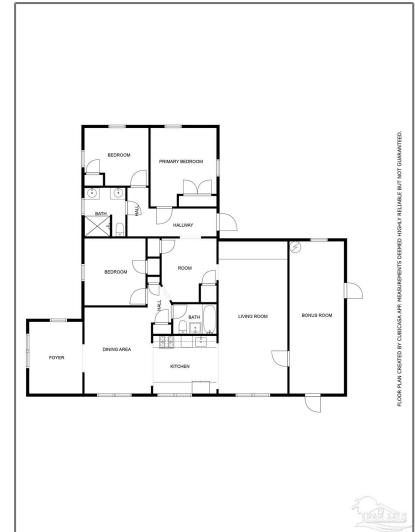 BEDROOM
PRIMARY BEDROOM
BATH
HALL
HALLWAY
BEDROOM
ROOM
HALL
BATH
LIVING ROOM
BONUS ROOM
FOYER
DINING AREA
KITCHEN
FLOOR PLAN CREATED BY CUBICASA APP. MEASUREMENTS DEEMED HIGHLY RELIABLE BUT NOT GUARANTEED.